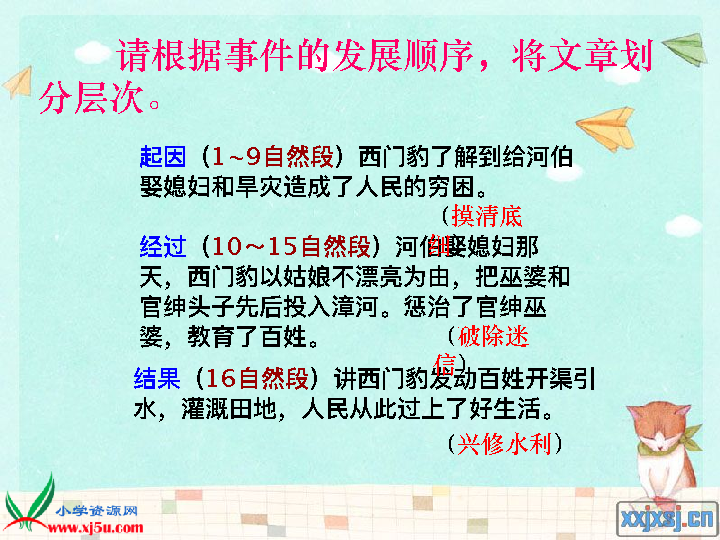 请根据事件的发展顺序，将文章划
分层次。
起因（1~9自然段）西门豹了解到给河伯
娶媳妇和旱灾造成了人民的穷困。
（摸清底
经过（10～15自然段）河伯娶媳妇那
天，西门豹以姑娘不漂亮为由，把巫婆和
官绅头子先后投入漳河。惩治了官绅巫
婆，教育了百姓。
（破除迷
信）
结果（16自然段）讲西门豹发动百姓开渠引
水，灌溉田地，人民从此过上了好生活。
（兴修水利）
小学资源网
www.xj5u.com
xxjxsj.cn